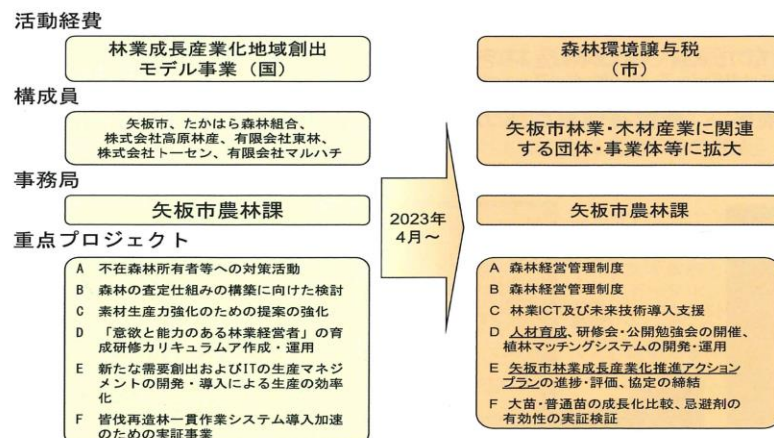 活動経費
林業成長産業化地域創出
モデル事業（国）
森林環境譲与税
（市）
構成員
矢板市、たかはら森林組合、
株式会社高原林産、有限会社東林、
株式会社トーセン、有限会社マルハチ
矢板市林業・木材産業に関連
する団体・事業体等に拡大
事務局
矢板市農林課
2023年
4月～
矢板市農林課
重点プロジェクト
A 不在森林所有者等への対策活動
B 森林の査定仕組みの構築に向けた検討
C 素材生産力強化のための提案の強化
D 「意欲と能力のある林業経営者」の育
成研修カリキュラムア作成・運用
E 新たな需要創出およびITの生産マネジ
メントの開発・導入による生産の効率
化
F 皆伐再造林一貫作業システム導入加速
のための実証事業
A 森林経営管理制度
B 森林経営管理制度
C 林業ICT及び未来技術導入支援
D 人材育成、研修会・公開勉強会の開催、
植林マッチングシステムの開発・運用
E 矢板市林業成長産業化推進アクション
プランの進捗・評価、協定の締結
F 大苗・普通苗の成長化比較、忌避剤の
有効性の実証検証